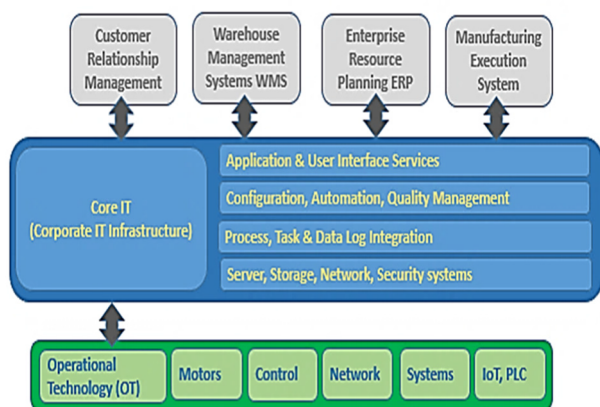 Customer
Relationship
Management
Warehouse
Management
Systems WMS
Enterprise
Resource
Planning ERP
Manufacturing
Execution
System
Core IT
(Corporate IT Infrastructure)
Application & User Interface Services
Configuration, Automation, Quality Management
Process, Task & Data Log Integration
Server, Storage, Network, Security systems
Operational
Technology (OT)
Motors
Control
Network
Systems
IoT, PLC